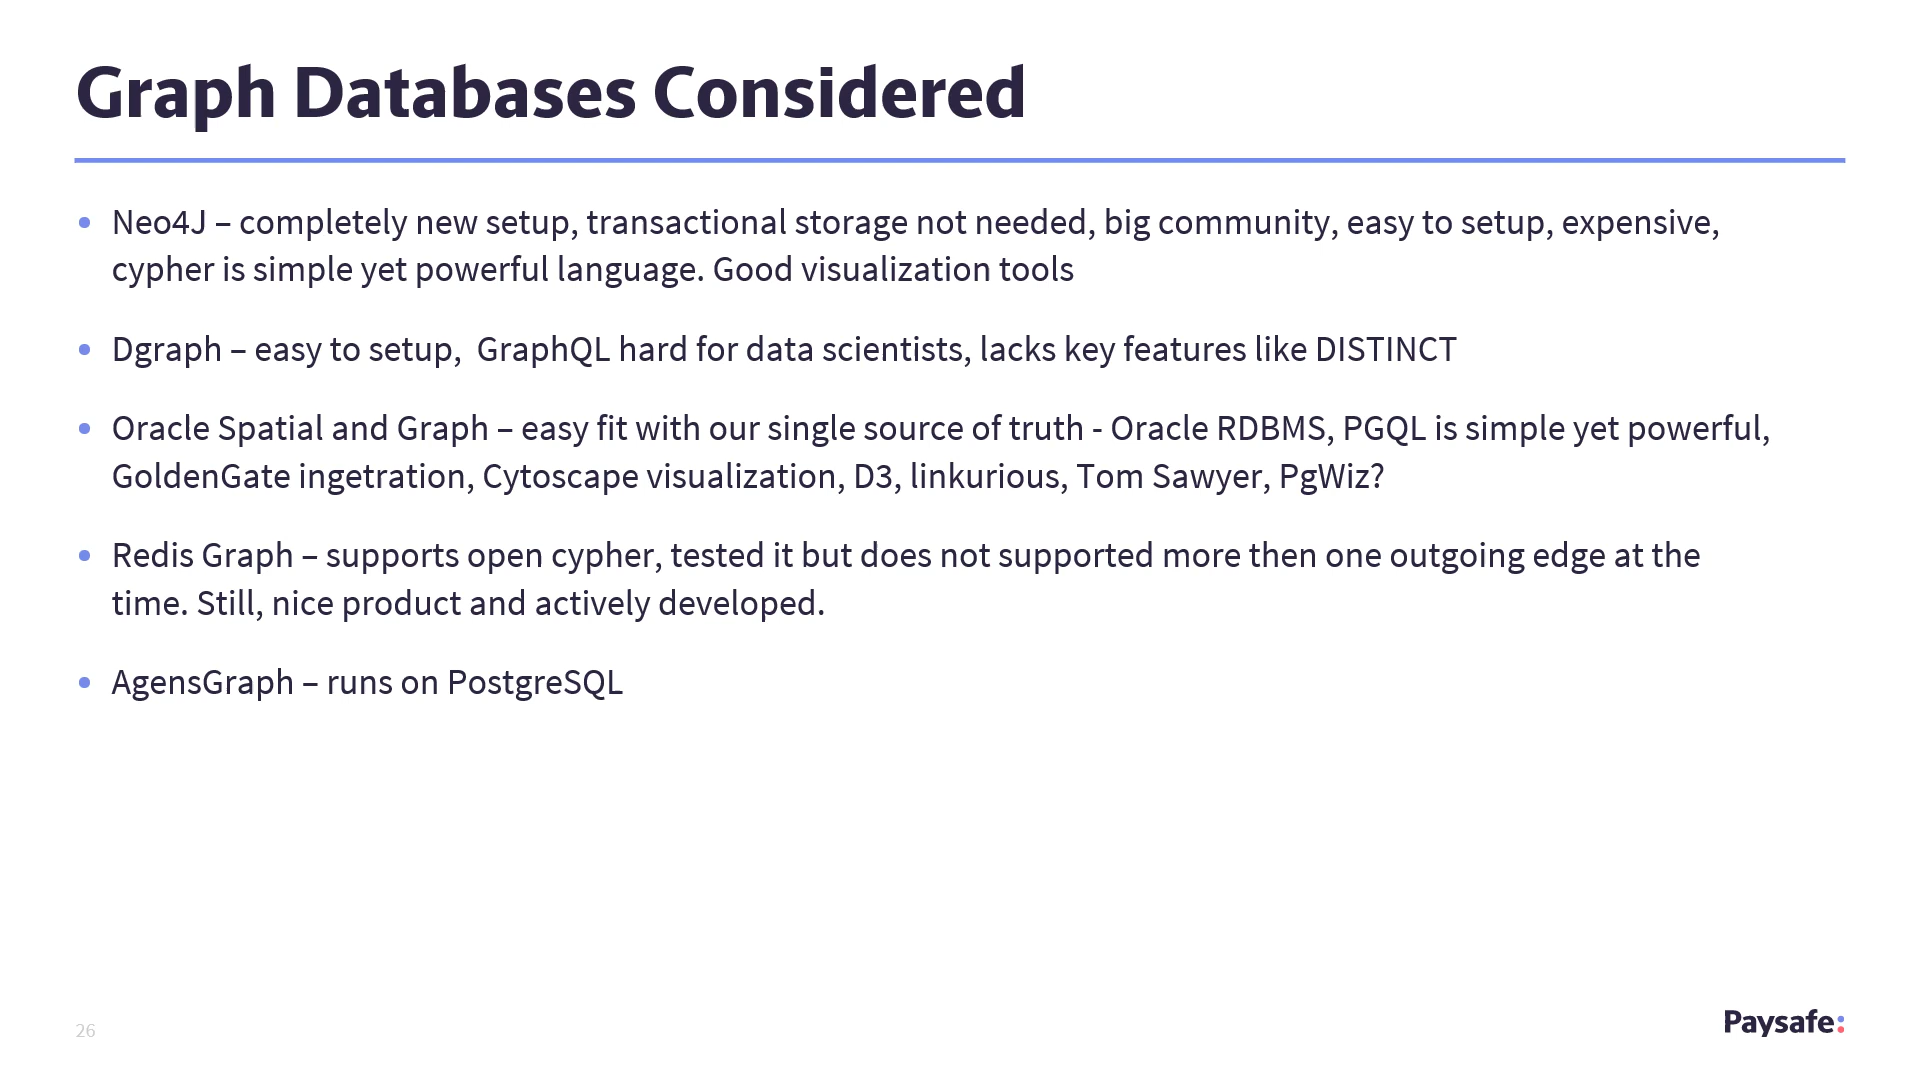 Graph Databases Considered
• Neo4J – completely new setup, transactional storage not needed, big community, easy to setup, expensive,
cypher is simple yet powerful language. Good visualization tools
• Dgraph – easy to setup,  GraphQL hard for data scientists, lacks key features like DISTINCT
• Oracle Spatial and Graph – easy fit with our single source of truth - Oracle RDBMS, PGQL is simple yet powerful,
GoldenGate ingetration, Cytoscape visualization, D3, linkurious, Tom Sawyer, PgWiz?
• Redis Graph – supports open cypher, tested it but does not supported more then one outgoing edge at the
time. Still, nice product and actively developed.
• AgensGraph – runs on PostgreSQL
26
Paysafe: